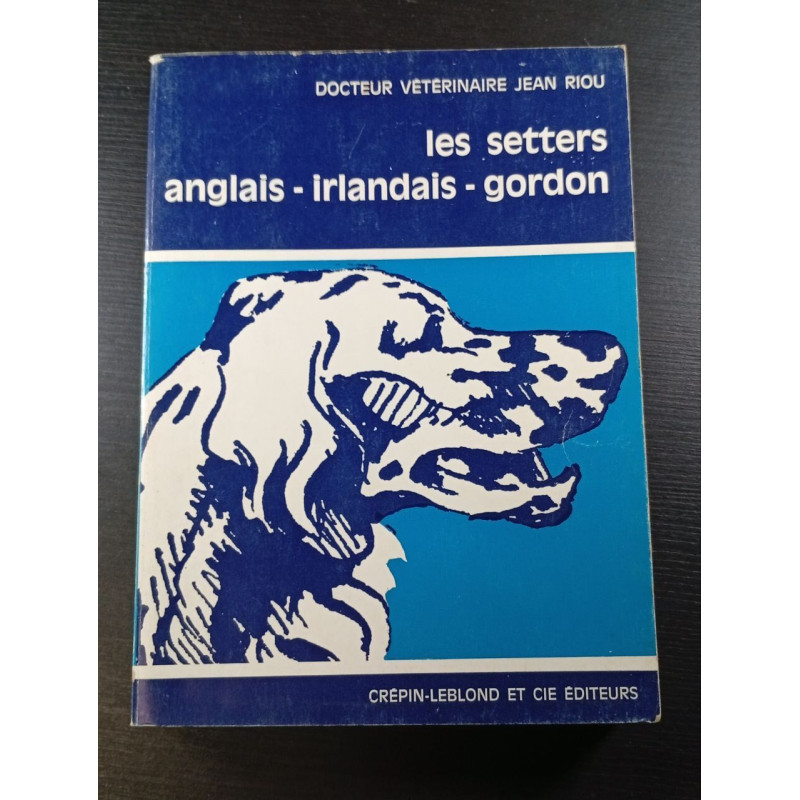 DOCTEUR VÉTÉRINAIRE JEAN RIOU
les setters
anglais - irlandais - gordon
CRÉPIN-LEBLOND ET CIE ÉDITEURS